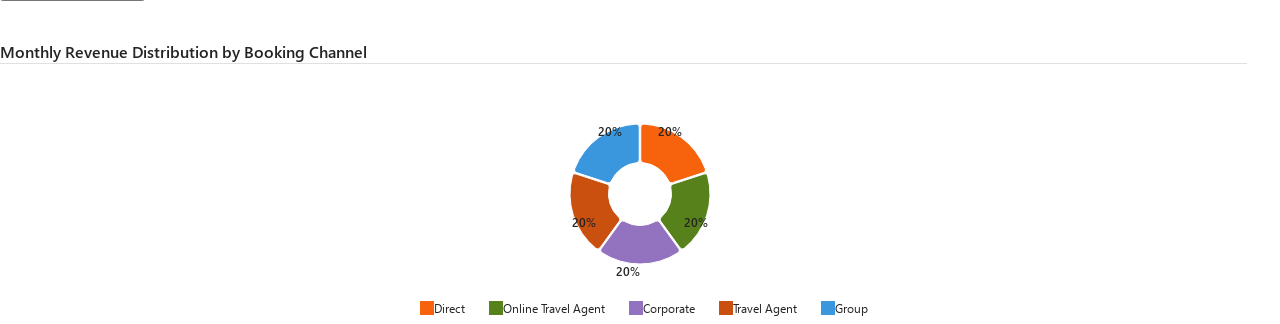 Monthly Revenue Distribution by Booking Channel
20% 20%
20% 20%
20%
Direct Online Travel Agent Corporate Travel Agent Group